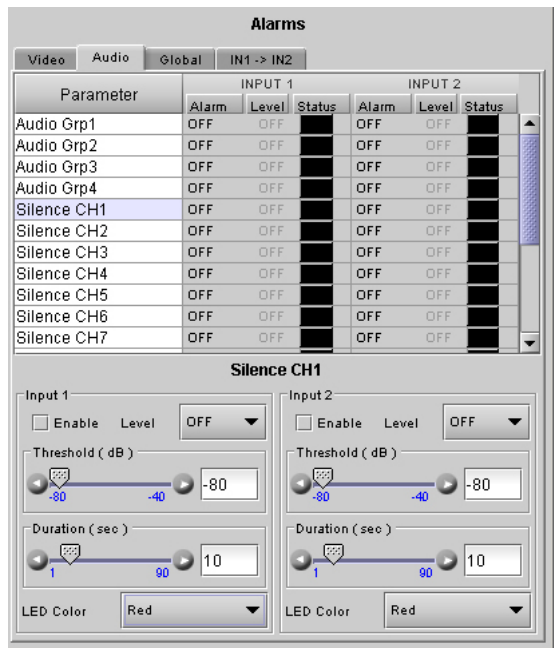 Alarms
Video Audio Global IN1 -> IN2
Parameter INPUT 1 INPUT 2
Alarm Level Status Alarm Level Status
Audio Grp1 OFF OFF OFF OFF
Audio Grp2 OFF OFF OFF OFF
Audio Grp3 OFF OFF OFF OFF
Audio Grp4 OFF OFF OFF OFF
Silence CH1 OFF OFF OFF OFF
Silence CH2 OFF OFF OFF OFF
Silence CH3 OFF OFF OFF OFF
Silence CH4 OFF OFF OFF OFF
Silence CH5 OFF OFF OFF OFF
Silence CH6 OFF OFF OFF OFF
Silence CH7 OFF OFF OFF OFF
Silence CH1
Input 1 Input 2
Enable Level OFF Enable Level OFF
Threshold ( dB ) Threshold ( dB )
-80 -40 -80 -80 -40 -80
Duration ( sec ) Duration ( sec )
1 90 10 1 90 10
LED Color Red LED Color Red